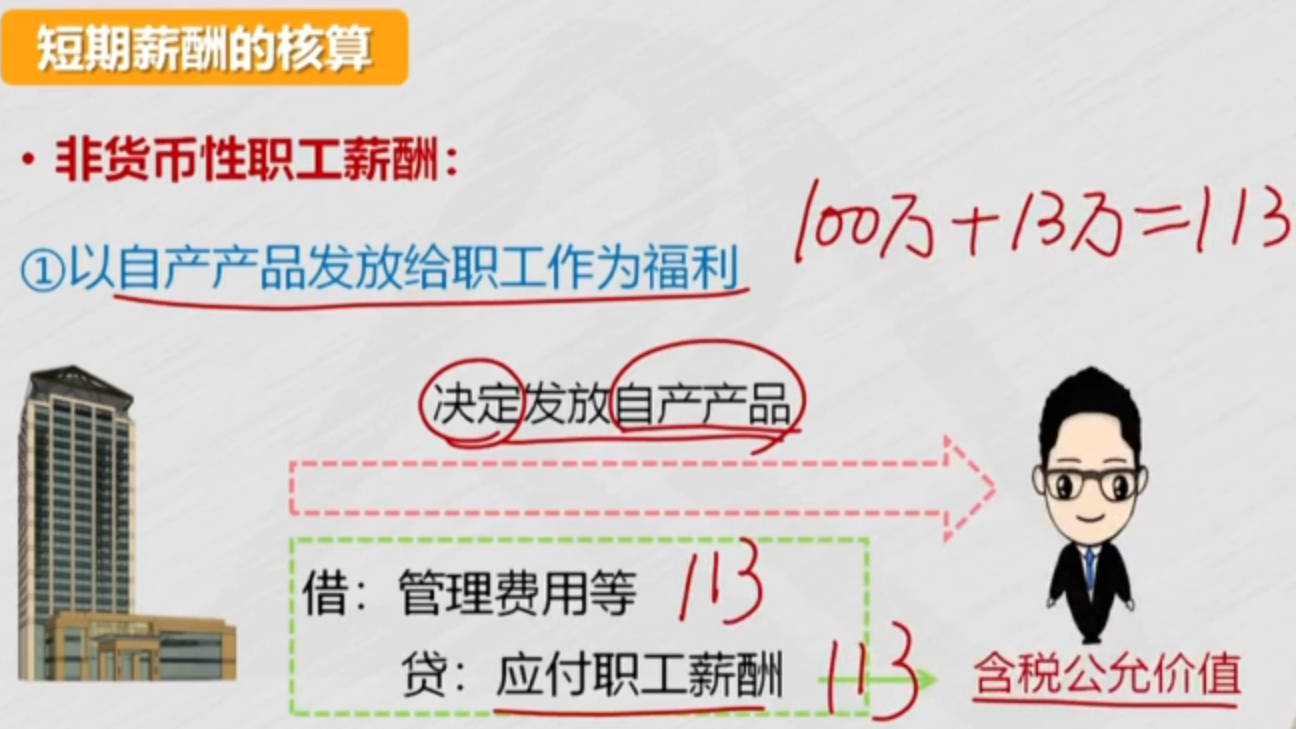 短期薪酬的核算
·非货币性职工薪酬：
100万+13万=113
①以自产产品发放给职工作为福利
决定发放自产产品
借：管理费用等 113
贷：应付职工薪酬 113
含税公允价值